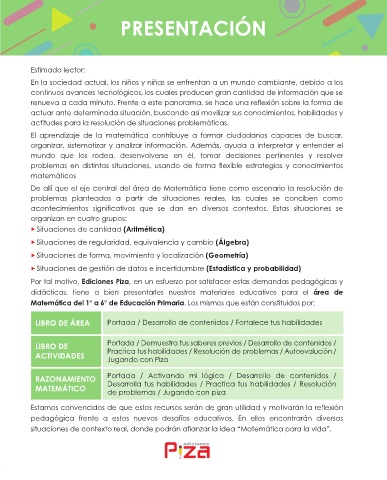 PRESENTACIÓN
Estimado lector:
En la sociedad actual, los niños y niñas se enfrentan a un mundo cambiante, debido a los
continuos avances tecnológicos, los cuales producen gran cantidad de información que se
renueva a cada minuto. Frente a este panorama, se hace una reflexión sobre la forma de
actuar ante determinada situación, buscando así movilizar sus conocimientos, habilidades y
actitudes para la resolución de situaciones problemáticas.
El aprendizaje de la matemática contribuye a formar ciudadanos capaces de buscar,
organizar, sistematizar y analizar información. Además, ayuda a interpretar y entender el
mundo que los rodea, desenvolverse en él, tomar decisiones pertinentes y resolver
problemas en distintas situaciones, usando de forma flexible estrategias y conocimientos
matemáticos
De allí que el eje central del área de Matemática tiene como escenario la resolución de
problemas planteados a partir de situaciones reales, las cuales se conciben como
acontecimientos significativos que se dan en diversos contextos. Estas situaciones se
organizan en cuatro grupos:
Situaciones de cantidad (Aritmética)
Situaciones de regularidad, equivalencia y cambio (Álgebra)
Situaciones de forma, movimiento y localización (Geometría)
Situaciones de gestión de datos e incertidumbre (Estadística y probabilidad)
Por tal motivo, Ediciones Piza, en un esfuerzo por satisfacer estas demandas pedagógicas y
didácticas, tiene a bien presentarles nuestros materiales educativos para el área de
Matemática del 1° a 6° de Educación Primaria. Los mismos que están constituidos por:
LIBRO DE ÁREA Portada / Desarrollo de contenidos / Fortalece tus habilidades
LIBRO DE ACTIVIDADES Portada / Demuestra tus saberes previos / Desarrollo de contenidos /
Practica tus habilidades / Resolución de problemas / Autoevalución /
Jugando con Piza
RAZONAMIENTO MATEMÁTICO Portada / Activando mi lógica / Desarrollo de contenidos /
Desarrolla tus habilidades / Practica tus habilidades / Resolución
de problemas / Jugando con piza
Estamos convencidos de que estos recursos serán de gran utilidad y motivarán la reflexión
pedagógica frente a estos nuevos desafíos educativos. En ellos encontrarán diversas
situaciones de contexto real, donde podrán afianzar la idea "Matemática para la vida".
ediciones
Piza